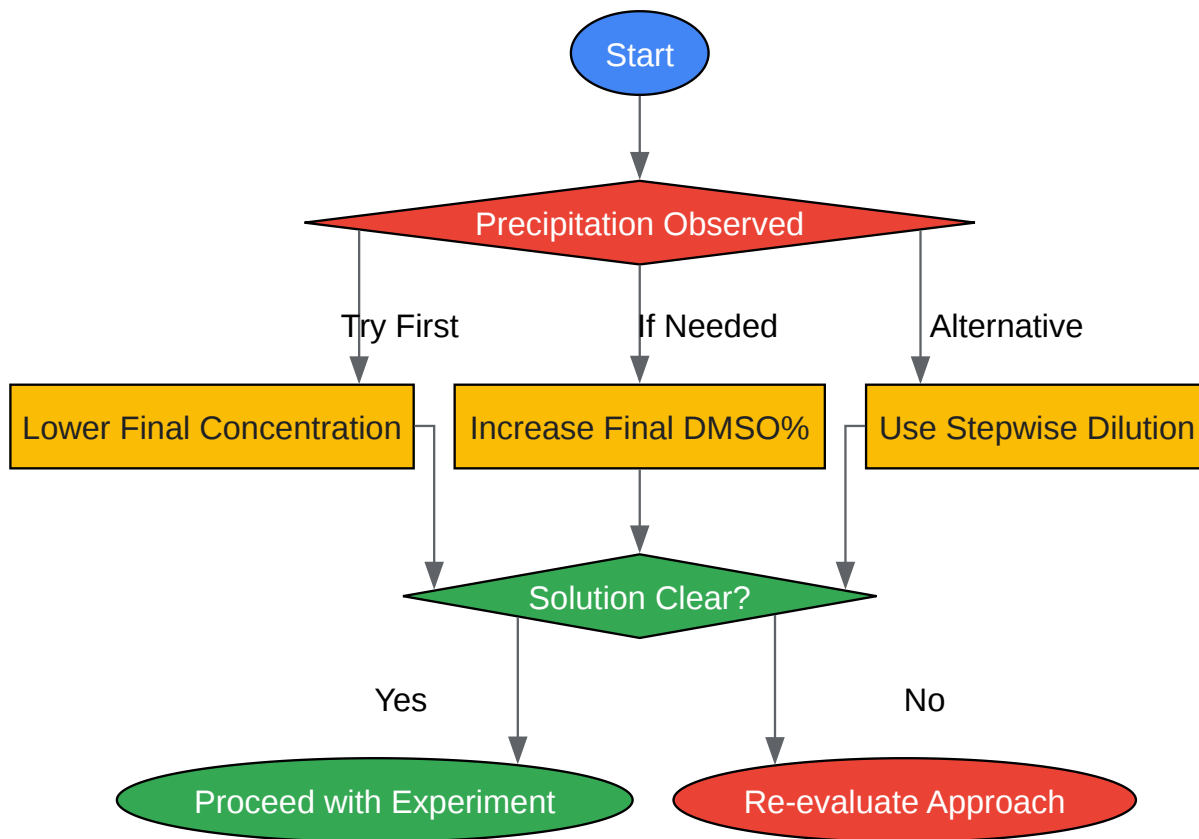 Start
Precipitation Observed
Try First
If Needed
Alternative
Lower Final Concentration
Increase Final DMSO%
Use Stepwise Dilution
Solution Clear?
Yes
No
Proceed with Experiment
Re-evaluate Approach